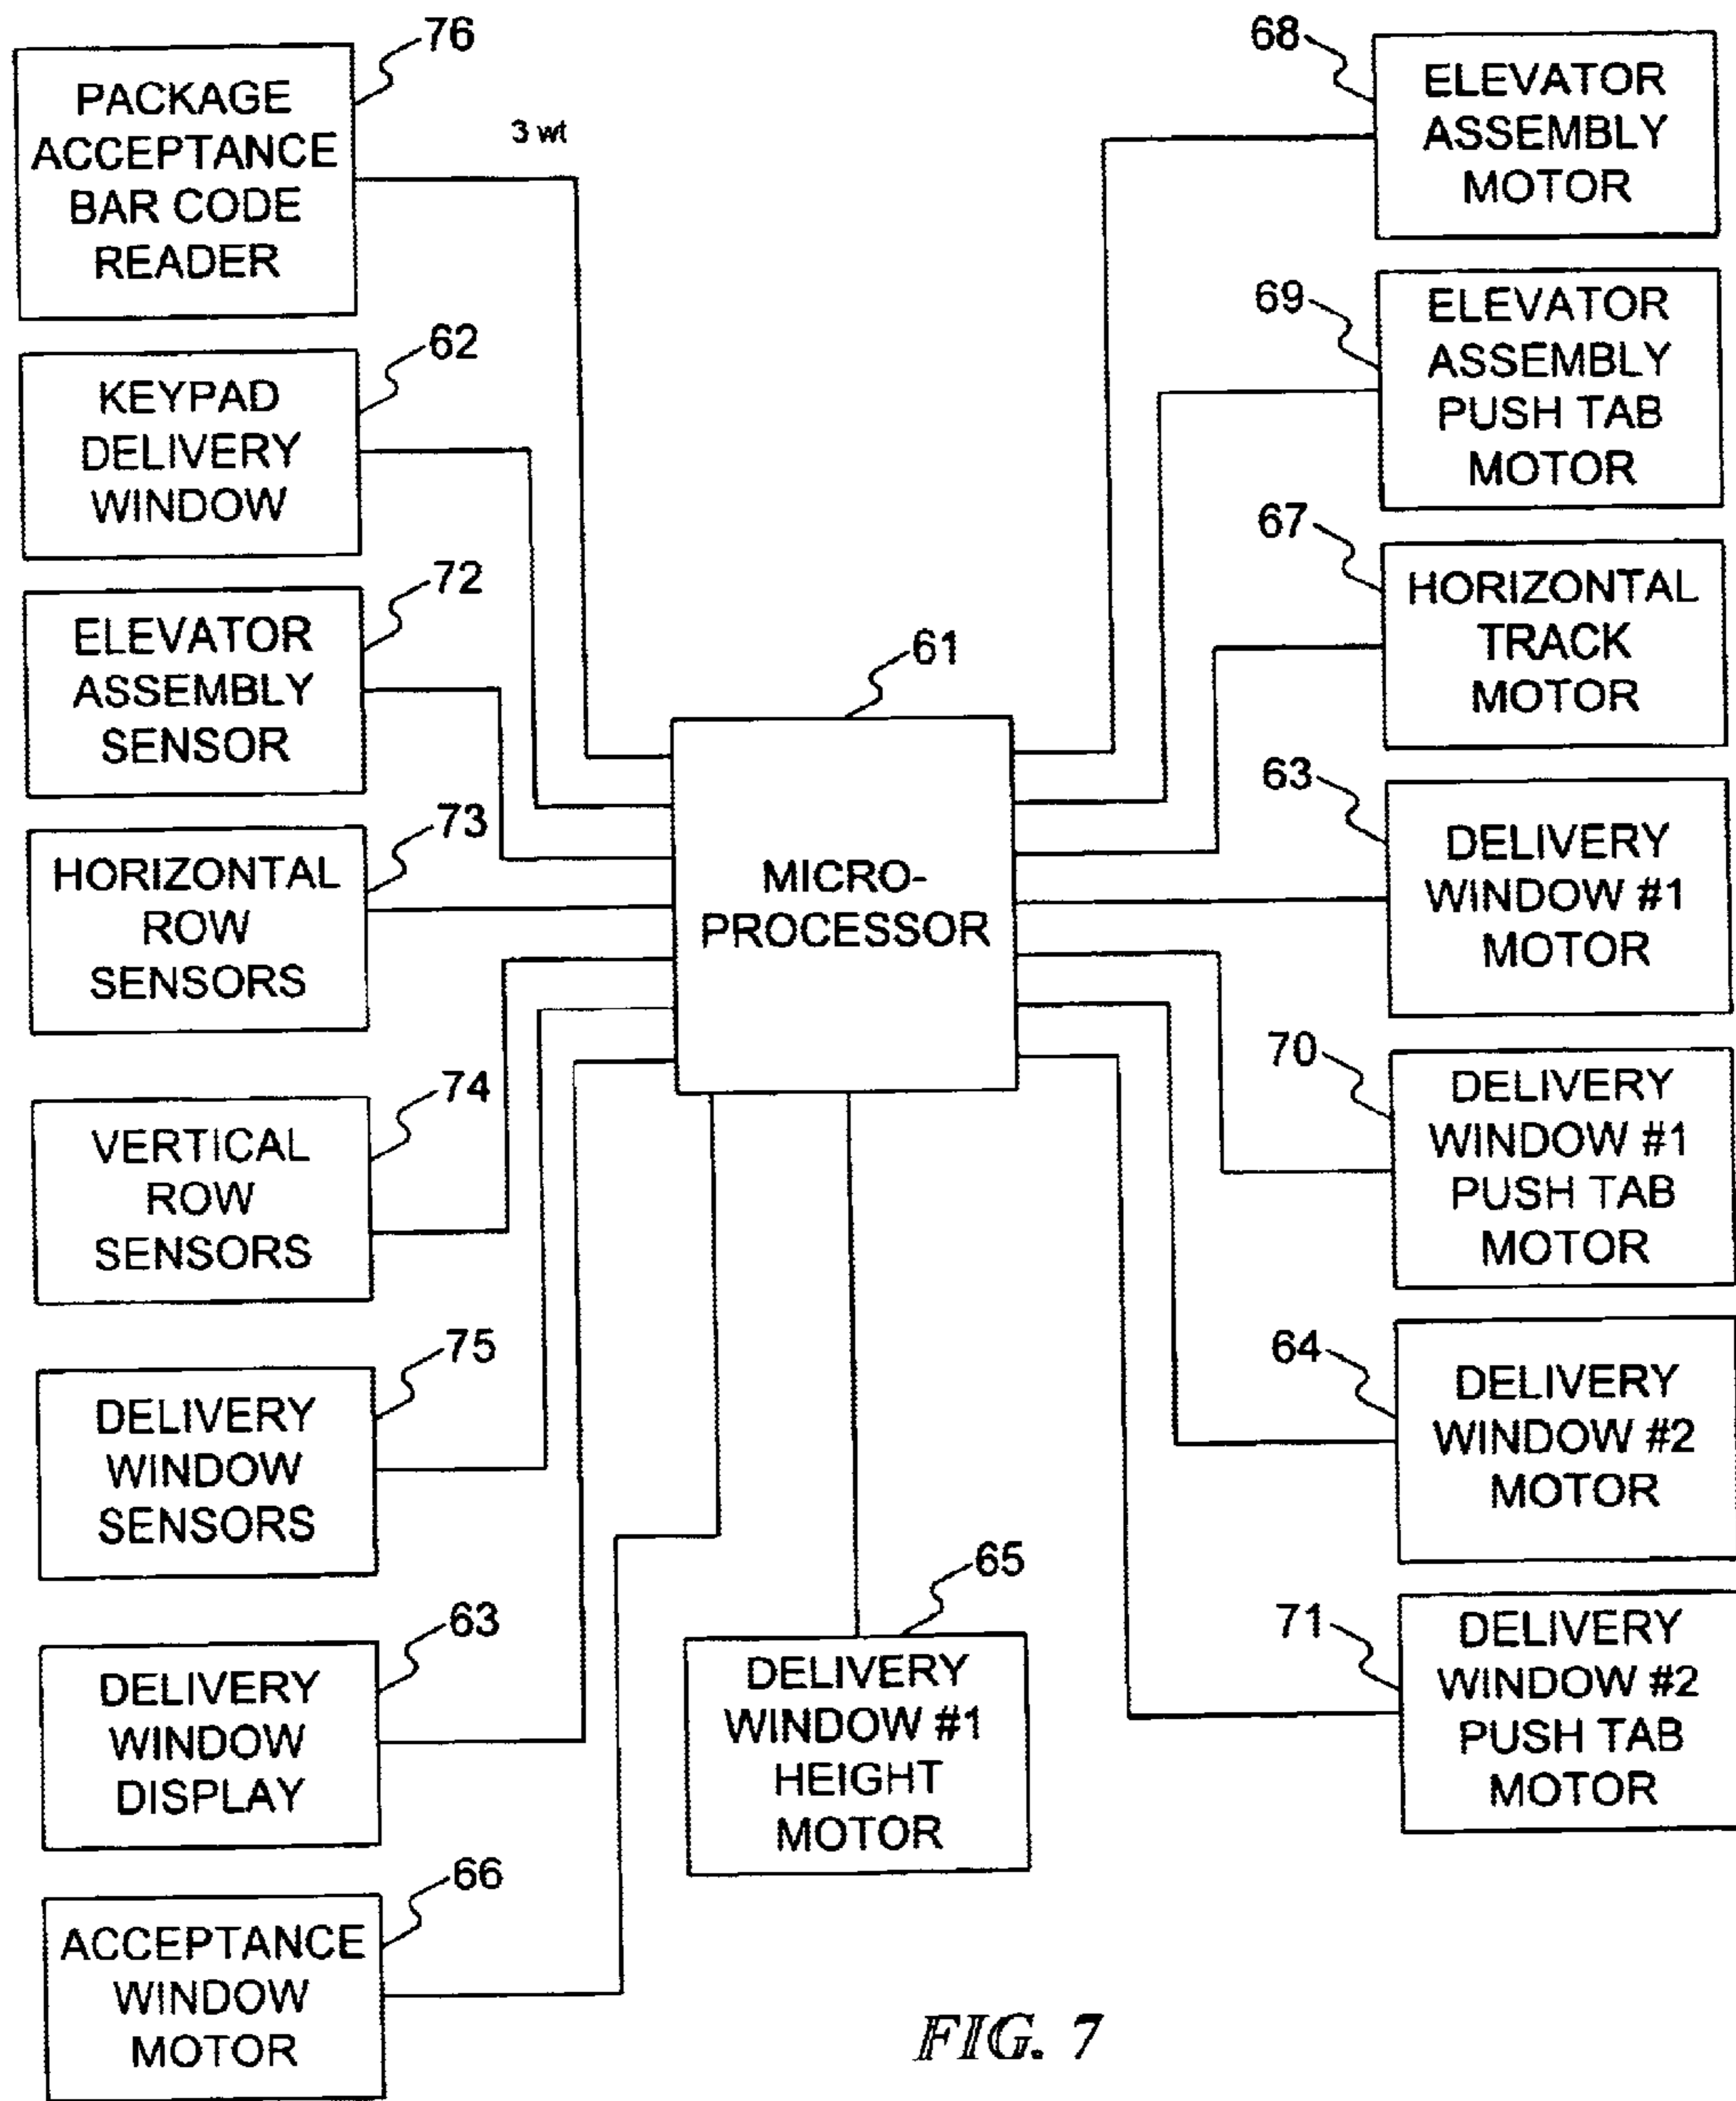 76
PACKAGE
ACCEPTANCE
BAR CODE
READER
3 wt
62
KEYPAD
DELIVERY
WINDOW
72
ELEVATOR
ASSEMBLY
SENSOR
73
HORIZONTAL
ROW
SENSORS
74
VERTICAL
ROW
SENSORS
75
DELIVERY
WINDOW
SENSORS
63
DELIVERY
WINDOW
DISPLAY
66
ACCEPTANCE
WINDOW
MOTOR
61
MICRO-
PROCESSOR
65
DELIVERY
WINDOW #1
HEIGHT
MOTOR
68
ELEVATOR
ASSEMBLY
MOTOR
69
ELEVATOR
ASSEMBLY
PUSH TAB
MOTOR
67
HORIZONTAL
TRACK
MOTOR
63
DELIVERY
WINDOW #1
MOTOR
70
DELIVERY
WINDOW #1
PUSH TAB
MOTOR
64
DELIVERY
WINDOW #2
MOTOR
71
DELIVERY
WINDOW #2
PUSH TAB
MOTOR
FIG. 7